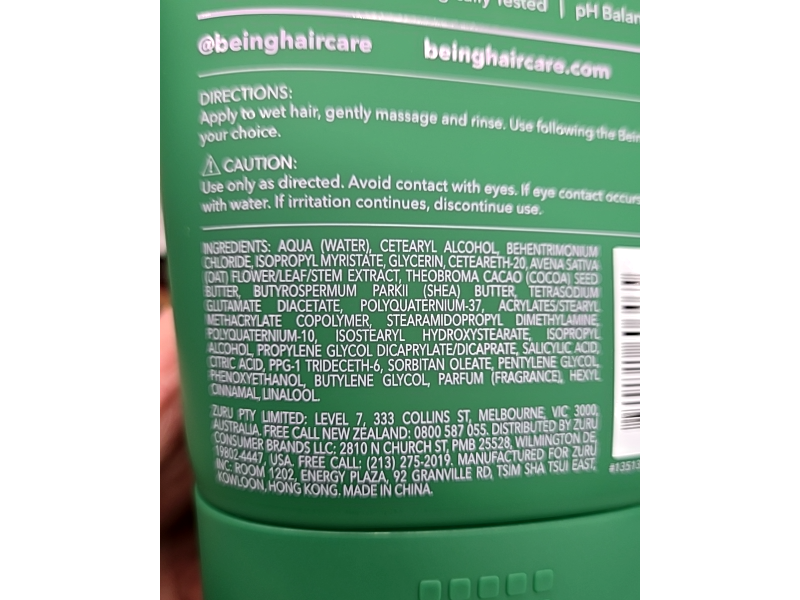 Tested | pH Balan
@beinghaircare beinghaircare.com
DIRECTIONS:
Apply to wet hair, gently massage and rinse. Use following the Bein
your choice.
⚠ CAUTION:
Use only as directed. Avoid contact with eyes. If eye contact occurs
with water. If irritation continues, discontinue use.
INGREDIENTS: AQUA (WATER), CETEARYL ALCOHOL, BEHENTRIMONIUM
CHLORIDE, ISOPROPYL MYRISTATE, GLYCERIN, CETEARETH-20, AVENA SATIVA
(OAT) FLOWER/LEAF/STEM EXTRACT, THEOBROMA CACAO (COCOA) SEED
BUTTER, BUTYROSPERMUM PARKII (SHEA) BUTTER, TETRASODIUM
GLUTAMATE DIACETATE, POLYQUATERNIUM-37, ACRYLATES/STEARYL
METHACRYLATE COPOLYMER, STEARAMIDOPROPYL DIMETHYLAMINE,
POLYQUATERNIUM-10, ISOSTEARYL HYDROXYSTEARATE, ISOPROPYL
ALCOHOL, PROPYLENE GLYCOL DICAPRYLATE/DICAPRATE, SALICYLIC ACID,
CITRIC ACID, PPG-1 TRIDECETH-6, SORBITAN OLEATE, PENTYLENE GLYCOL,
PHENOXYETHANOL, BUTYLENE GLYCOL, PARFUM (FRAGRANCE), HEXYL
CINNAMAL, LINALOOL.
ZURU PTY LIMITED: LEVEL 7, 333 COLLINS ST, MELBOURNE, VIC 3000,
AUSTRALIA. FREE CALL NEW ZEALAND: 0800 587 055. DISTRIBUTED BY ZURU
CONSUMER BRANDS LLC: 2810 N CHURCH ST, PMB 25528, WILMINGTON DE,
19802-4447, USA. FREE CALL: (213) 275-2019. MANUFACTURED FOR ZURU
INC: ROOM 1202, ENERGY PLAZA, 92 GRANVILLE RD, TSIM SHA TSUI EAST,
KOWLOON, HONG KONG. MADE IN CHINA.
#13513